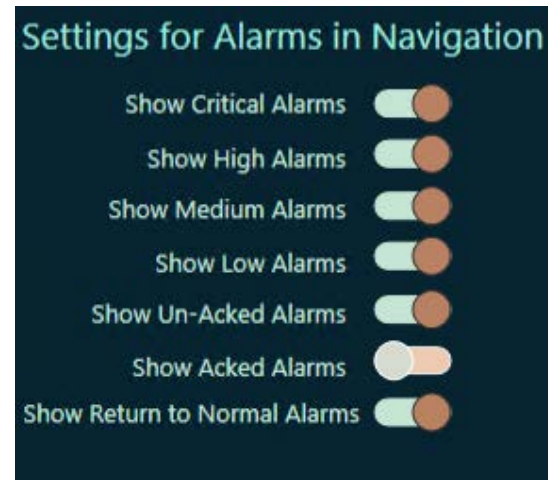 Settings for Alarms in Navigation
Show Critical Alarms
Show High Alarms
Show Medium Alarms
Show Low Alarms
Show Un-Acked Alarms
Show Acked Alarms
Show Return to Normal Alarms